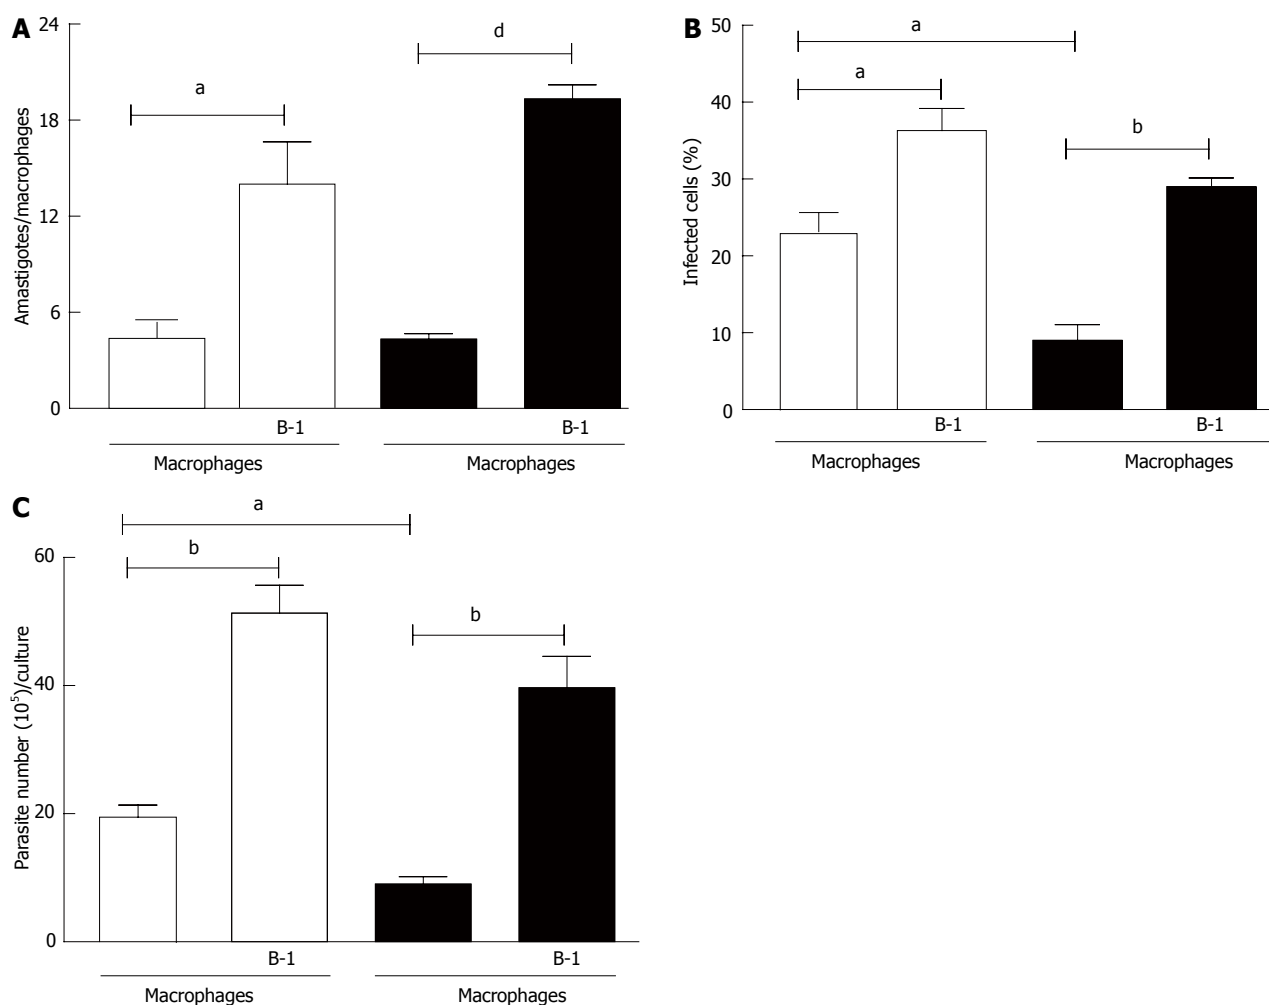 A
Amastigotes/macrophages
24
18
12
6
0
a
d
B-1
B-1
Macrophages
Macrophages
B
Infected cells (%)
50
40
30
20
10
0
a
a
b
B-1
B-1
Macrophages
Macrophages
C
Parasite number (10⁵)/culture
60
40
20
0
a
b
b
B-1
B-1
Macrophages
Macrophages